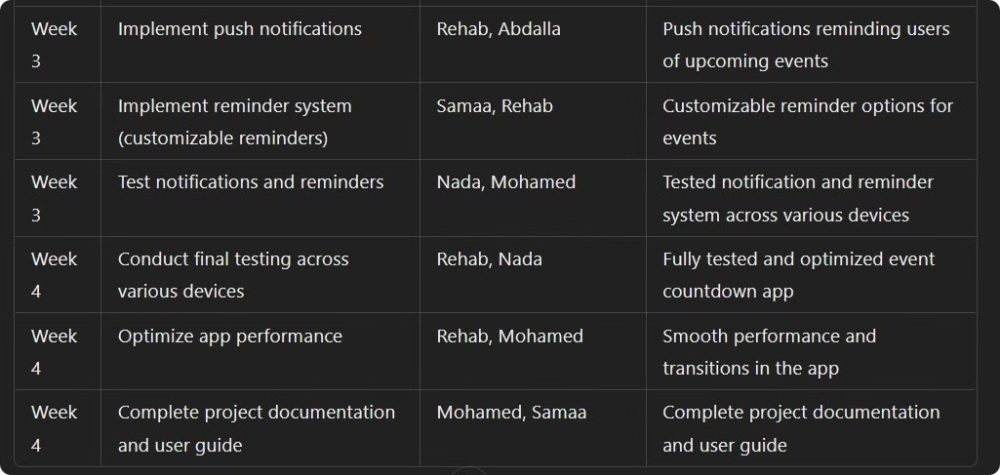 Week Implement push notifications Rehab, Abdalla Push notifications reminding users
3 of upcoming events
Week Implement reminder system Samaa, Rehab Customizable reminder options for
3 (customizable reminders) events
Week Test notifications and reminders Nada, Mohamed Tested notification and reminder
3 system across various devices
Week Conduct final testing across Rehab, Nada Fully tested and optimized event
4 various devices countdown app
Week Optimize app performance Rehab, Mohamed Smooth performance and
4 transitions in the app
Week Complete project documentation Mohamed, Samaa Complete project documentation
4 and user guide and user guide